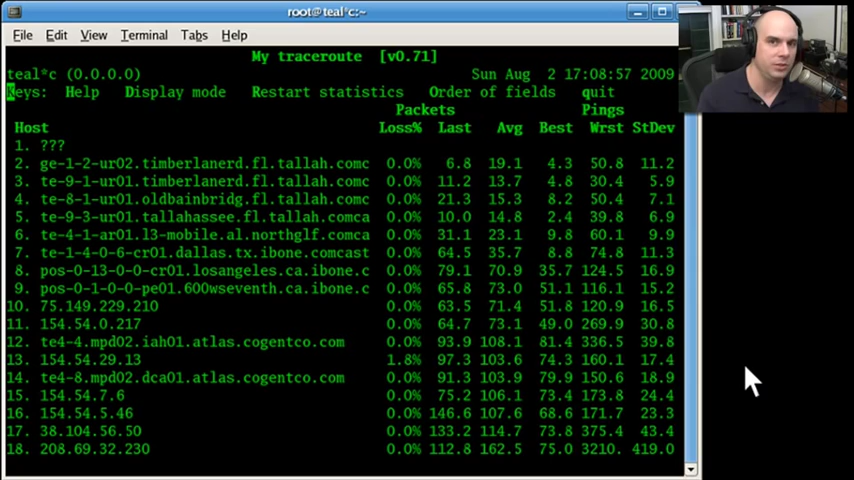 root@teal*c:~
File Edit View Terminal Tabs Help
My traceroute [v0.71]
teal*c (0.0.0.0) Sun Aug 2 17:08:57 2009
Keys: Help Display mode Restart statistics Order of fields quit
Packets Pings
Host Loss% Last Avg Best Wrst StDev
1. ???
2. ge-1-2-ur02.timberlanerd.fl.tallah.comc 0.0% 6.8 19.1 4.3 50.8 11.2
3. te-9-1-ur01.timberlanerd.fl.tallah.comc 0.0% 11.2 13.7 4.8 30.4 5.9
4. te-8-1-ur01.oldbainbridg.fl.tallah.comc 0.0% 21.3 15.3 8.2 50.4 7.1
5. te-9-3-ur01.tallahassee.fl.tallah.comca 0.0% 10.0 14.8 2.4 39.8 6.9
6. te-4-1-ar01.l3-mobile.al.northglf.comca 0.0% 31.1 23.1 9.8 60.1 9.9
7. te-1-4-0-6-cr01.dallas.tx.ibone.comcast 0.0% 64.5 35.7 8.8 74.8 11.3
8. pos-0-13-0-0-cr01.losangeles.ca.ibone.c 0.0% 79.1 70.9 35.7 124.5 16.9
9. pos-0-1-0-0-pe01.600wseventh.ca.ibone.c 0.0% 65.8 73.0 51.1 116.1 15.2
10. 75.149.229.210 0.0% 63.5 71.4 51.8 120.9 16.5
11. 154.54.0.217 0.0% 64.7 73.1 49.0 269.9 30.8
12. te4-4.mpd02.iah01.atlas.cogentco.com 0.0% 93.9 108.1 81.4 336.5 39.8
13. 154.54.29.13 1.8% 97.3 103.6 74.3 160.1 17.4
14. te4-8.mpd02.dca01.atlas.cogentco.com 0.0% 91.3 103.9 79.9 150.6 18.9
15. 154.54.7.6 0.0% 75.2 106.1 73.4 173.8 24.4
16. 154.54.5.46 0.0% 146.6 107.6 68.6 171.7 23.3
17. 38.104.56.50 0.0% 133.2 114.7 73.8 375.4 43.4
18. 208.69.32.230 0.0% 112.8 162.5 75.0 3210. 419.0